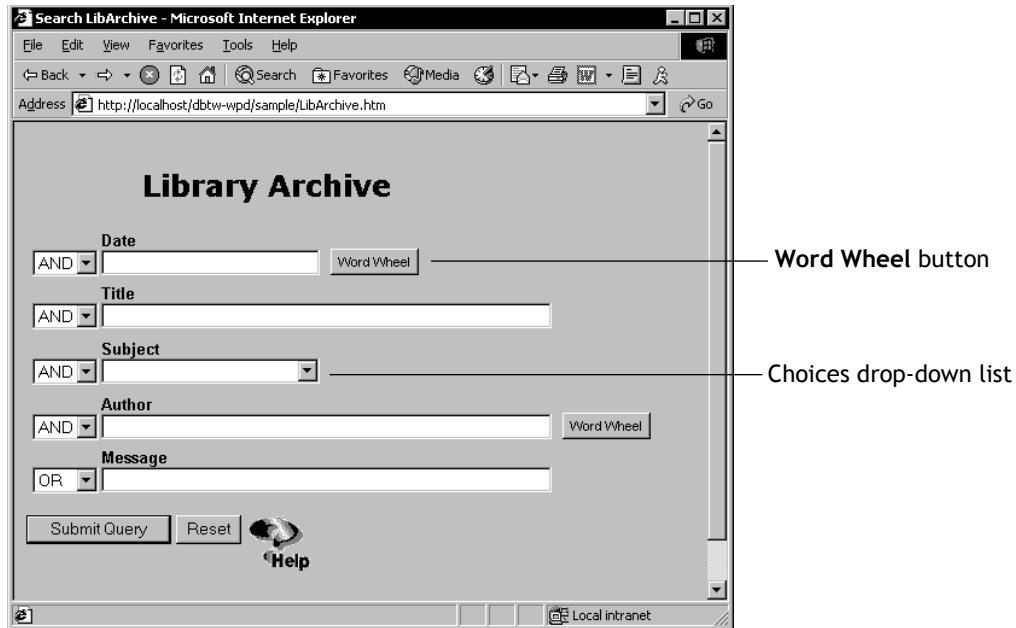 Search LibArchive - Microsoft Internet Explorer
File Edit View Favorites Tools Help
Back Search Favorites Media
Address http://localhost/dbtw-wpd/sample/LibArchive.htm Go
Library Archive
Date
AND Word Wheel
Word Wheel button
Title
AND
Subject
AND
Choices drop-down list
Author
AND Word Wheel
Message
OR
Submit Query Reset
Help
Local intranet